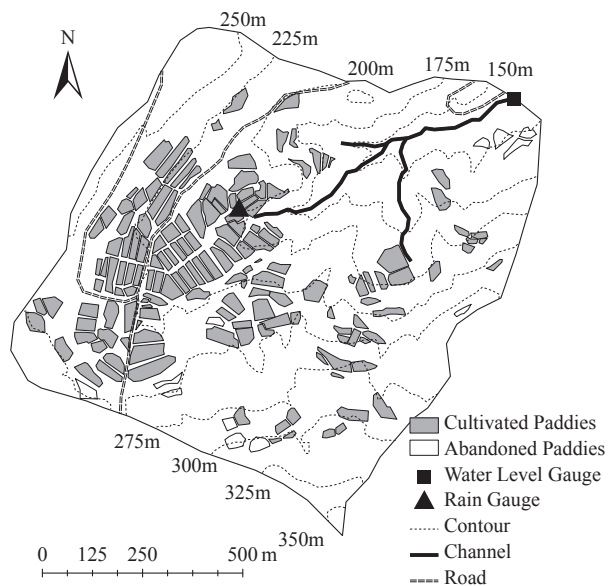 250m
225m
N
200m
175m
150m
275m
300m
325m
350m
Cultivated Paddies
Abandoned Paddies
Water Level Gauge
Rain Gauge
Contour
Channel
Road
0 125 250 500 m